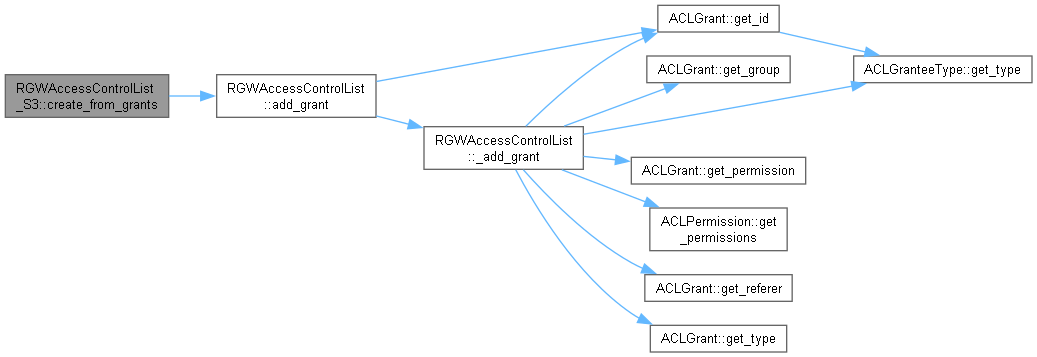 RGWAccessControlList
_S3::create_from_grants
RGWAccessControlList
::add_grant
RGWAccessControlList
::_add_grant
ACLGrant::get_id
ACLGrant::get_group
ACLGranteeType::get_type
ACLGrant::get_permission
ACLPermission::get
_permissions
ACLGrant::get_referer
ACLGrant::get_type